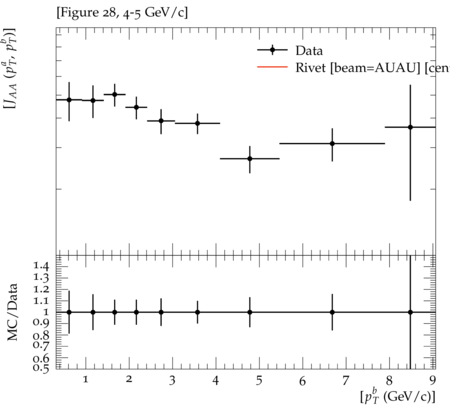 [Figure 28, 4-5 GeV/c]
[J_AA (p_T^a, p_T^b)]
Data
Rivet [beam=AUAU] [cen
MC/Data
1.4
1.3
1.2
1.1
1
0.9
0.8
0.7
0.6
0.5
1 2 3 4 5 6 7 8 9
[p_T^b (GeV/c)]